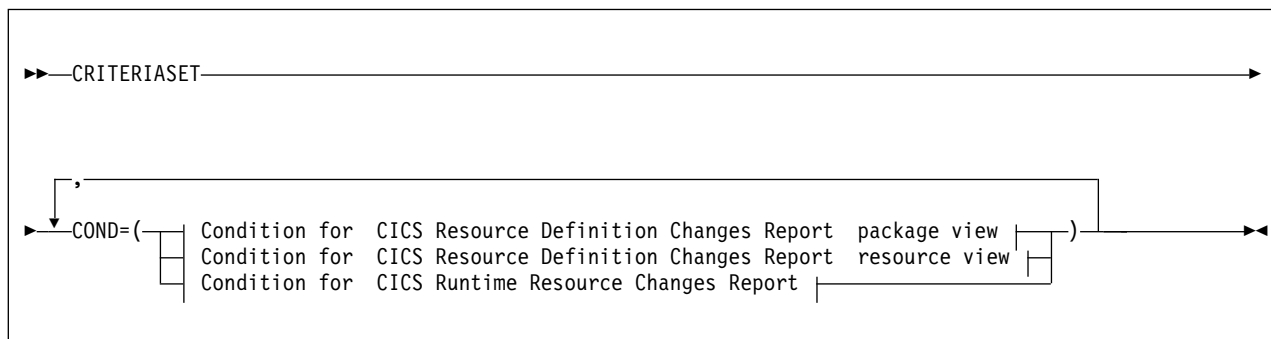 CRITERIASET
,
COND=( Condition for CICS Resource Definition Changes Report package view )
Condition for CICS Resource Definition Changes Report resource view
Condition for CICS Runtime Resource Changes Report